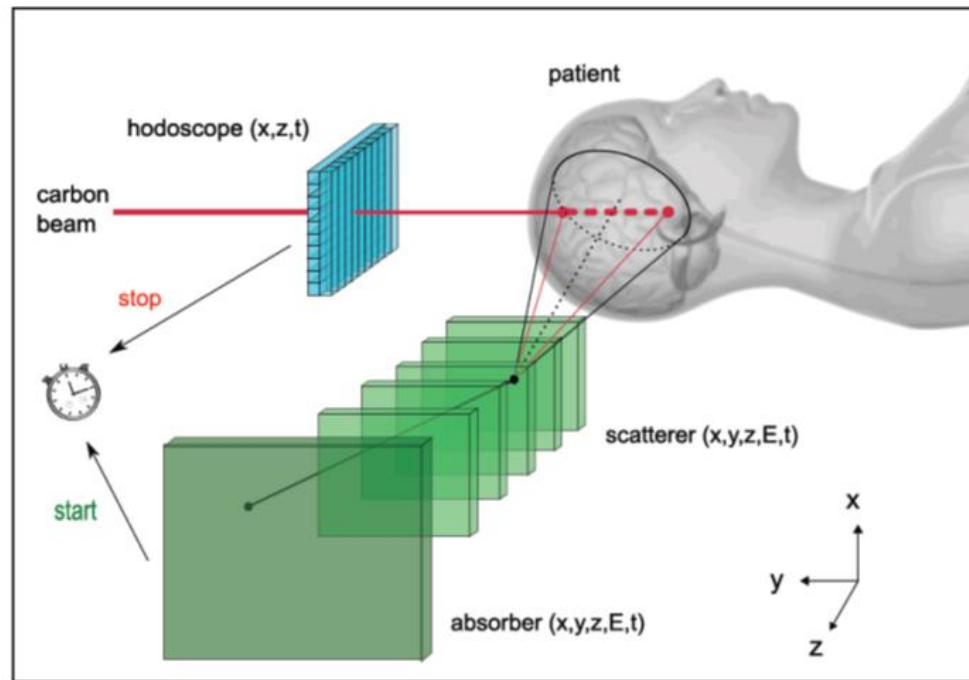 patient
hodoscope (x,z,t)
carbon
beam
stop
scatterer (x,y,z,E,t)
start
x
y
z
absorber (x,y,z,E,t)